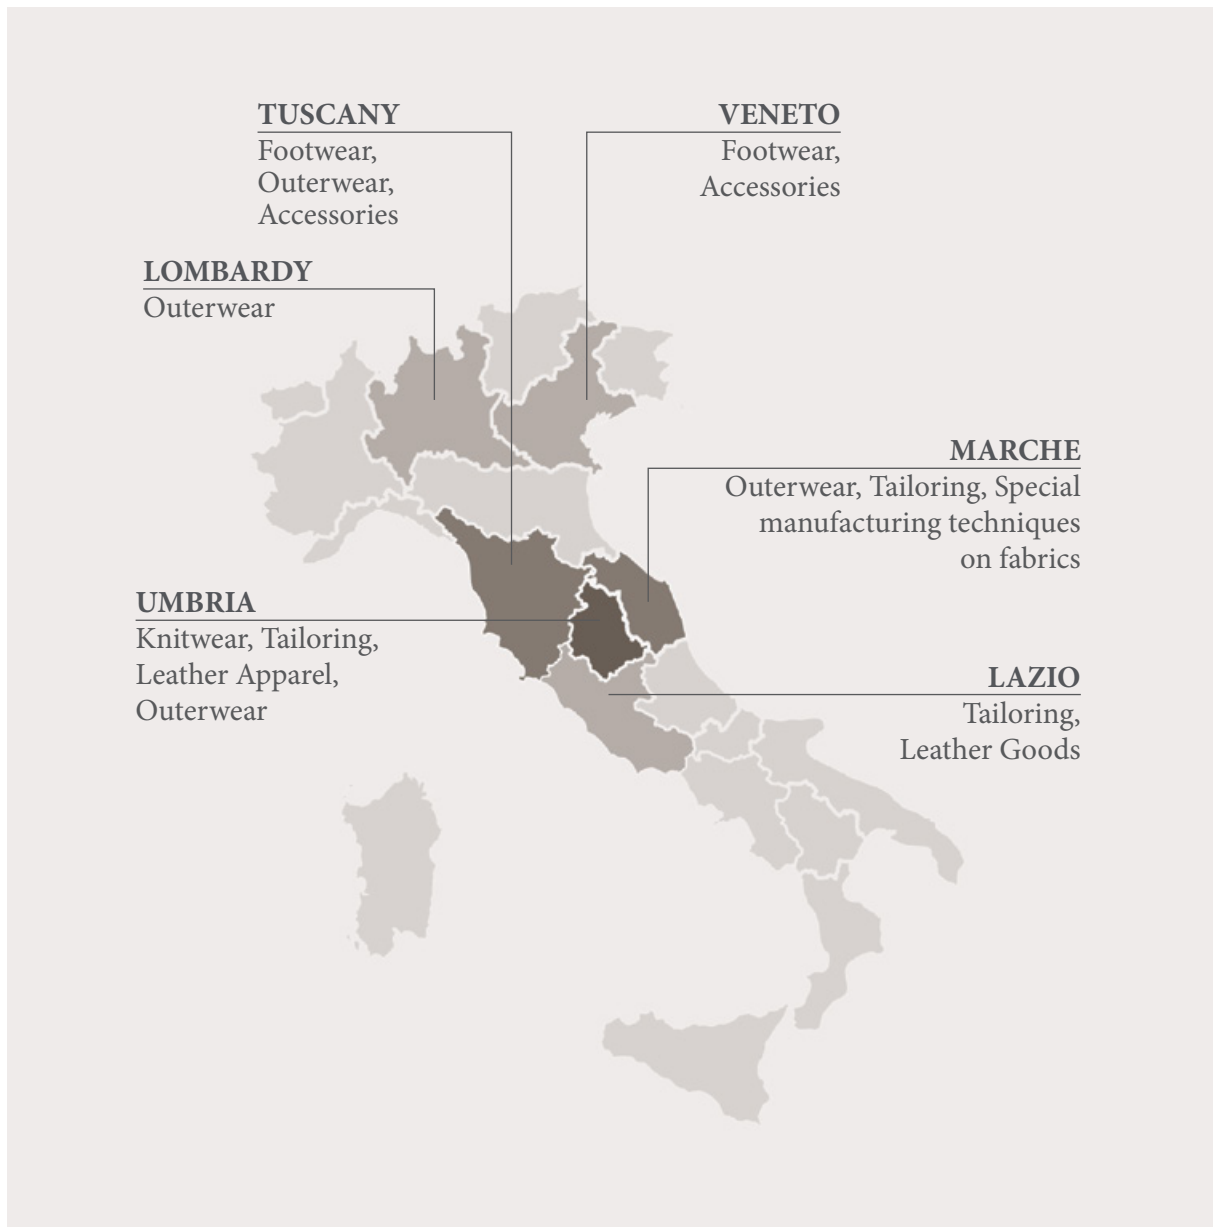 TUSCANY
Footwear,
Outerwear,
Accessories
VENETO
Footwear,
Accessories
LOMBARDY
Outerwear
MARCHE
Outerwear, Tailoring, Special
manufacturing techniques
on fabrics
UMBRIA
Knitwear, Tailoring,
Leather Apparel,
Outerwear
LAZIO
Tailoring,
Leather Goods